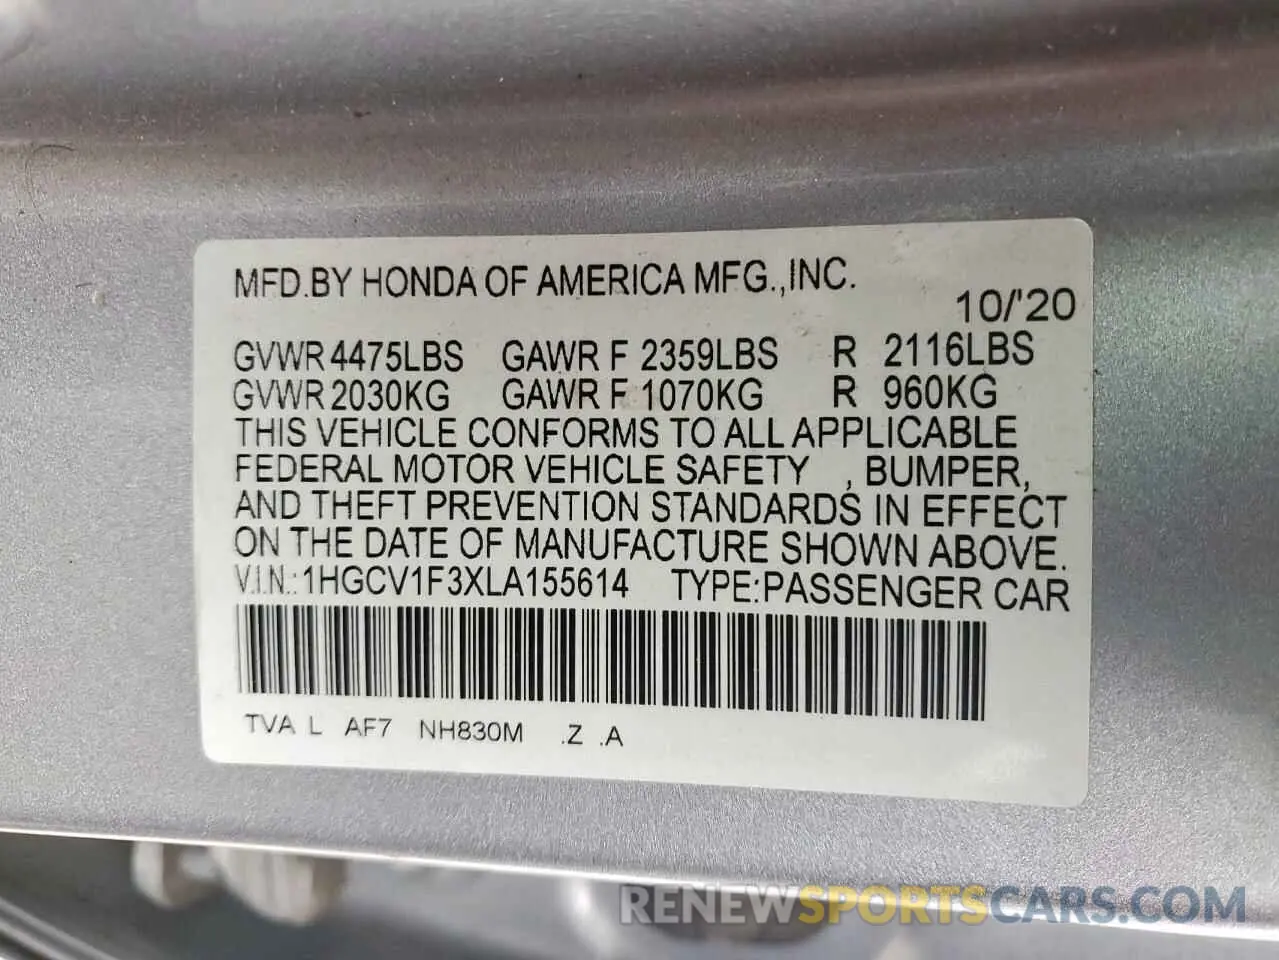 MFD.BY HONDA OF AMERICA MFG.,INC.
10/'20
GVWR 4475LBS GAWR F 2359LBS R 2116LBS
GVWR 2030KG GAWR F 1070KG R 960KG
THIS VEHICLE CONFORMS TO ALL APPLICABLE
FEDERAL MOTOR VEHICLE SAFETY , BUMPER,
AND THEFT PREVENTION STANDARDS IN EFFECT
ON THE DATE OF MANUFACTURE SHOWN ABOVE.
V.I.N.:1HGCV1F3XLA155614 TYPE:PASSENGER CAR
TVA L AF7 NH830M .Z .A
RENEWSPORTSCARS.COM